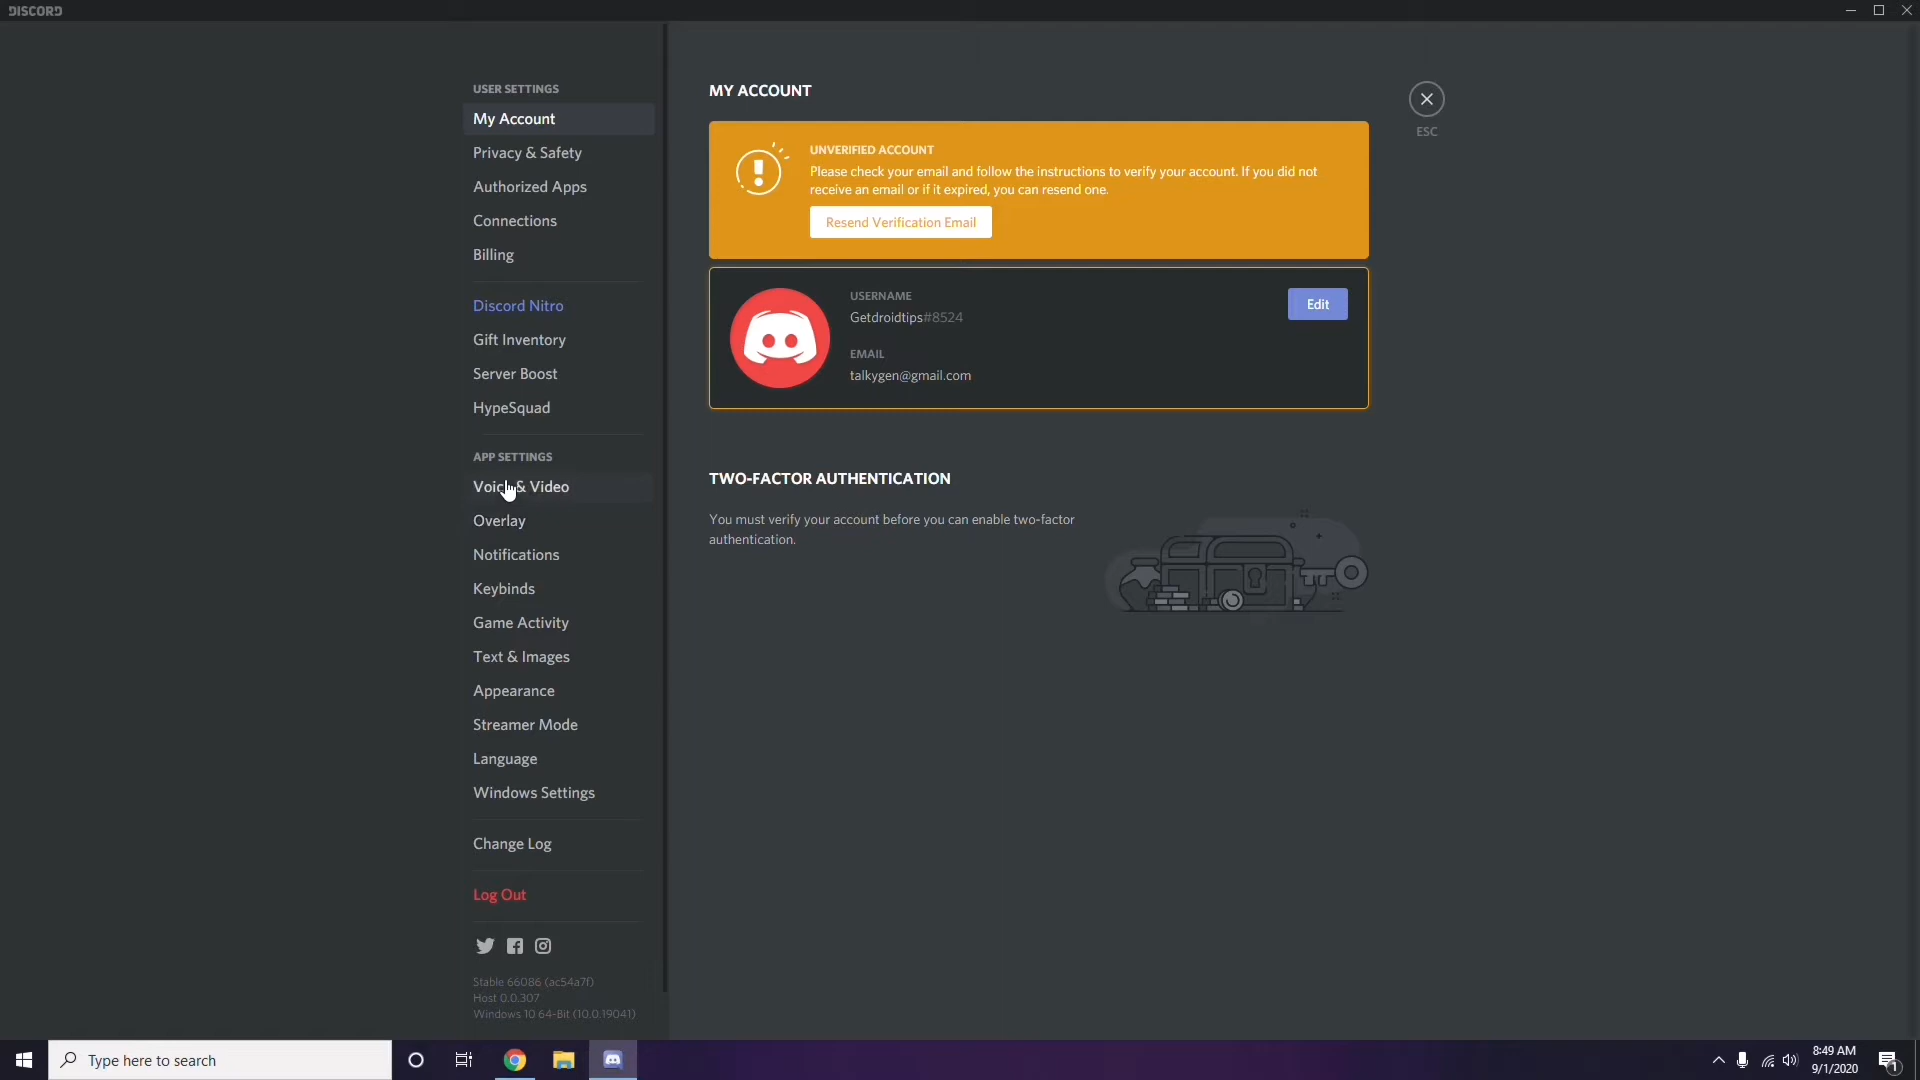 DISCORD
USER SETTINGS
My Account
Privacy & Safety
Authorized Apps
Connections
Billing
Discord Nitro
Gift Inventory
Server Boost
HypeSquad
APP SETTINGS
Voice & Video
Overlay
Notifications
Keybinds
Game Activity
Text & Images
Appearance
Streamer Mode
Language
Windows Settings
Change Log
Log Out
Stable 66086 (ac54a7f)
Host 0.0.307
Windows 10 64-Bit (10.0.19041)
MY ACCOUNT
ESC
UNVERIFIED ACCOUNT
Please check your email and follow the instructions to verify your account. If you did not
receive an email or if it expired, you can resend one.
Resend Verification Email
USERNAME
Getdroidtips#8524
Edit
EMAIL
talkygen@gmail.com
TWO-FACTOR AUTHENTICATION
You must verify your account before you can enable two-factor
authentication.
Type here to search
8:49 AM
9/1/2020
1